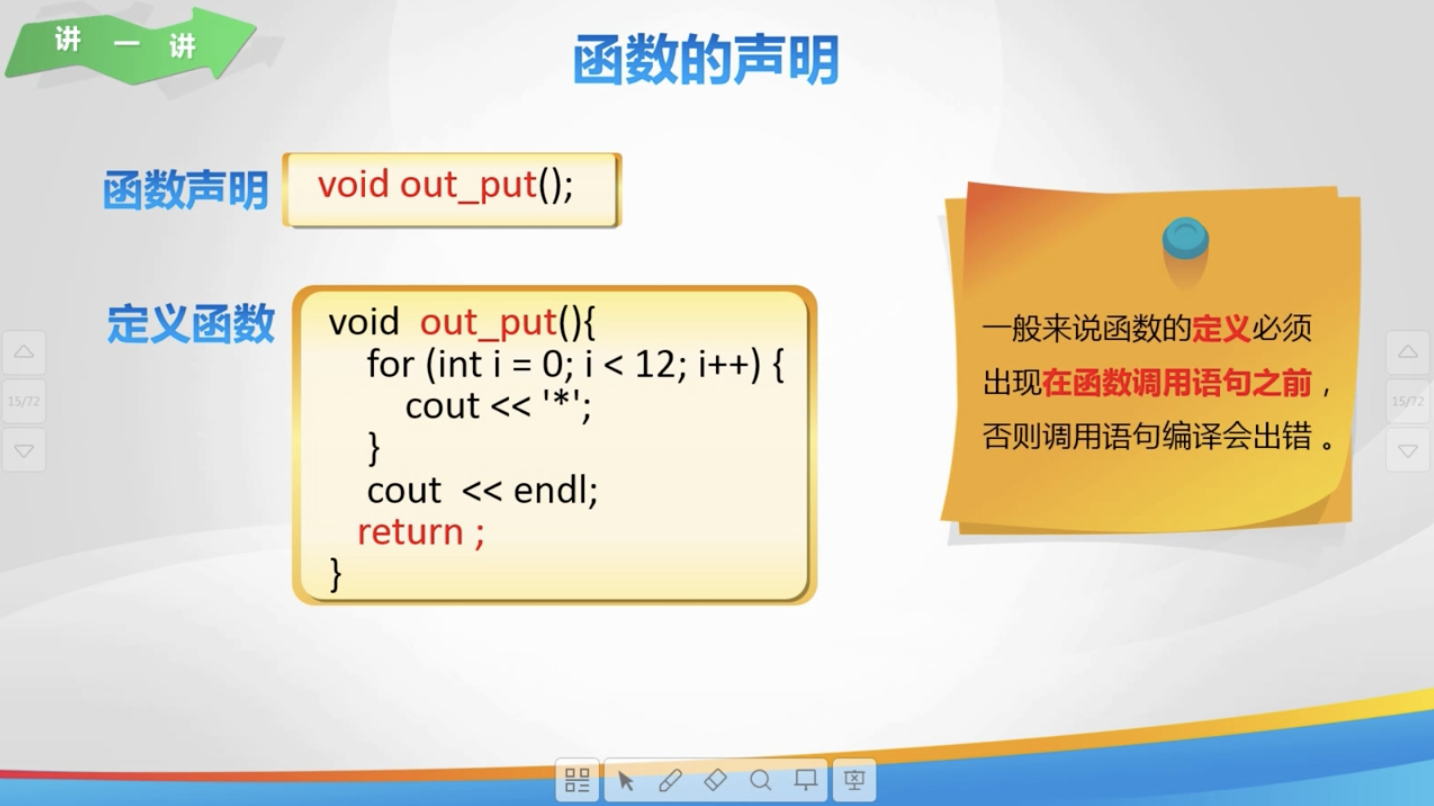 讲一讲
函数的声明
函数声明
void out_put();
定义函数
void  out_put(){
for (int i = 0; i < 12; i++) {
cout << '*';
}
cout  << endl;
return ;
}
一般来说函数的定义必须
出现在函数调用语句之前，
否则调用语句编译会出错。
15/72
15/72